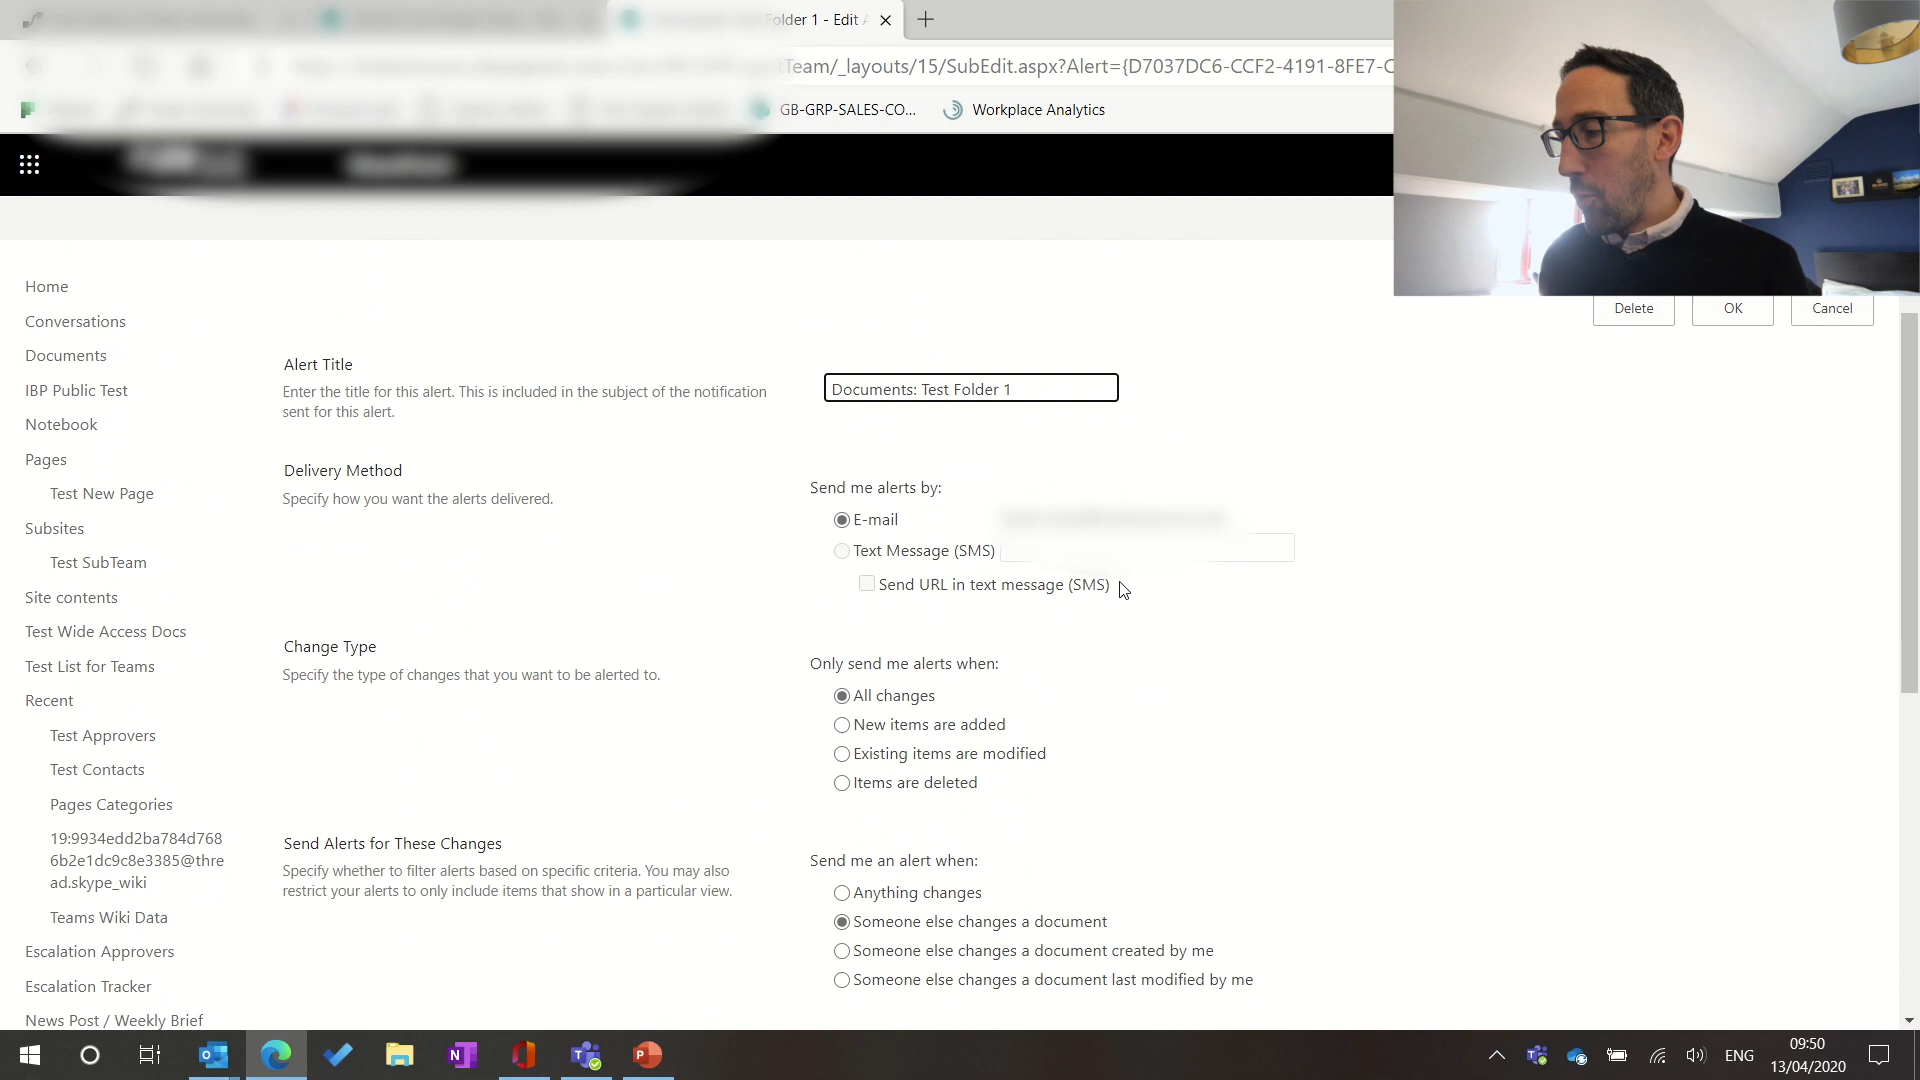 Folder 1 - Edit A
Team/_layouts/15/SubEdit.aspx?Alert={D7037DC6-CCF2-4191-8FE7-C
GB-GRP-SALES-CO...
Workplace Analytics
Delete
OK
Cancel
Home
Conversations
Documents
IBP Public Test
Notebook
Pages
Test New Page
Subsites
Test SubTeam
Site contents
Test Wide Access Docs
Test List for Teams
Recent
Test Approvers
Test Contacts
Pages Categories
19:9934edd2ba784d768
6b2e1dc9c8e3385@thre
ad.skype_wiki
Teams Wiki Data
Escalation Approvers
Escalation Tracker
News Post / Weekly Brief
Alert Title
Enter the title for this alert. This is included in the subject of the notification
sent for this alert.
Documents: Test Folder 1
Delivery Method
Specify how you want the alerts delivered.
Send me alerts by:
E-mail
Text Message (SMS)
Send URL in text message (SMS)
Change Type
Specify the type of changes that you want to be alerted to.
Only send me alerts when:
All changes
New items are added
Existing items are modified
Items are deleted
Send Alerts for These Changes
Specify whether to filter alerts based on specific criteria. You may also
restrict your alerts to only include items that show in a particular view.
Send me an alert when:
Anything changes
Someone else changes a document
Someone else changes a document created by me
Someone else changes a document last modified by me
ENG
09:50
13/04/2020